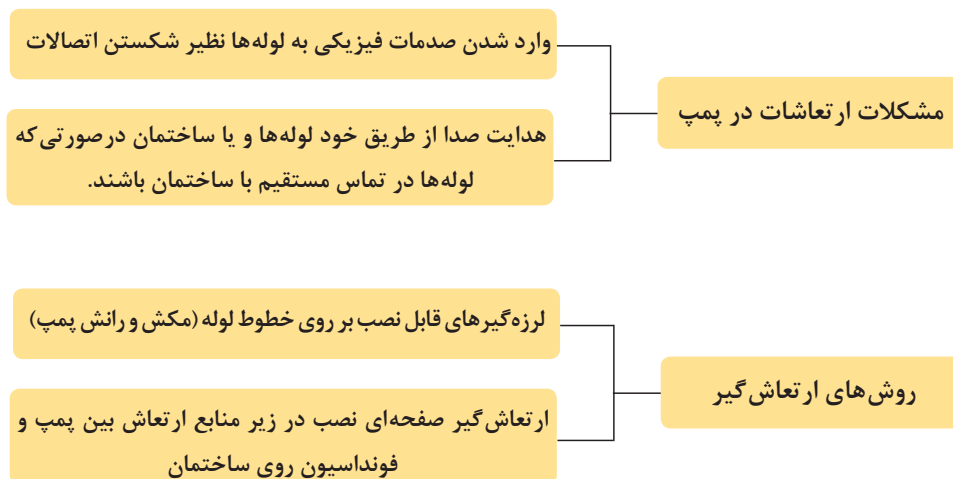 مشکلات ارتعاشات در پمپ
وارد شدن صدمات فیزیکی به لوله‌ها نظیر شکستن اتصالات
هدایت صدا از طریق خود لوله‌ها و یا ساختمان درصورتی‌که
لوله‌ها در تماس مستقیم با ساختمان باشند.
روش‌های ارتعاش‌گیر
لرزه‌گیرهای قابل نصب بر روی خطوط لوله (مکش و رانش پمپ)
ارتعاش‌گیر صفحه‌ای نصب در زیر منابع ارتعاش بین پمپ و
فونداسیون روی ساختمان